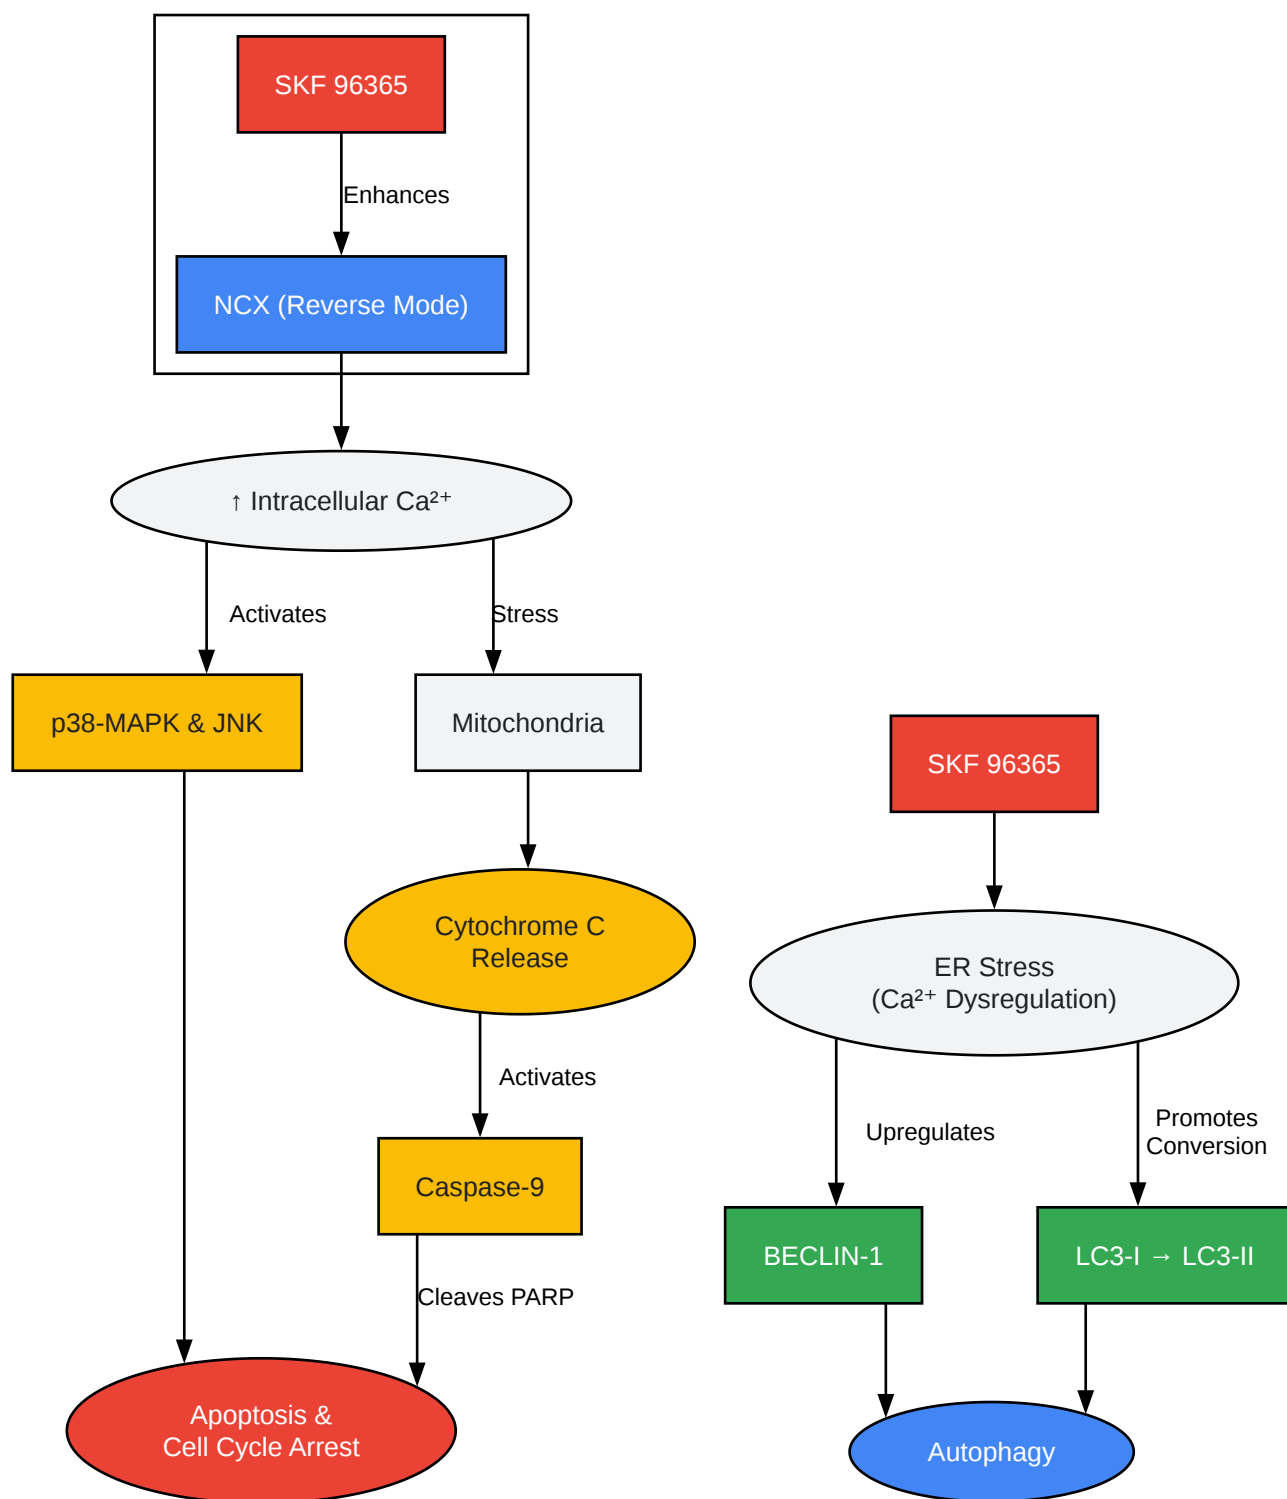 SKF 96365
Enhances
NCX (Reverse Mode)
↑ Intracellular Ca²⁺
Activates
Stress
p38-MAPK & JNK
Mitochondria
Cytochrome C
Release
Activates
Caspase-9
Cleaves PARP
Apoptosis &
Cell Cycle Arrest
SKF 96365
ER Stress
(Ca²⁺ Dysregulation)
Upregulates
Promotes
Conversion
BECLIN-1
LC3-I → LC3-II
Autophagy